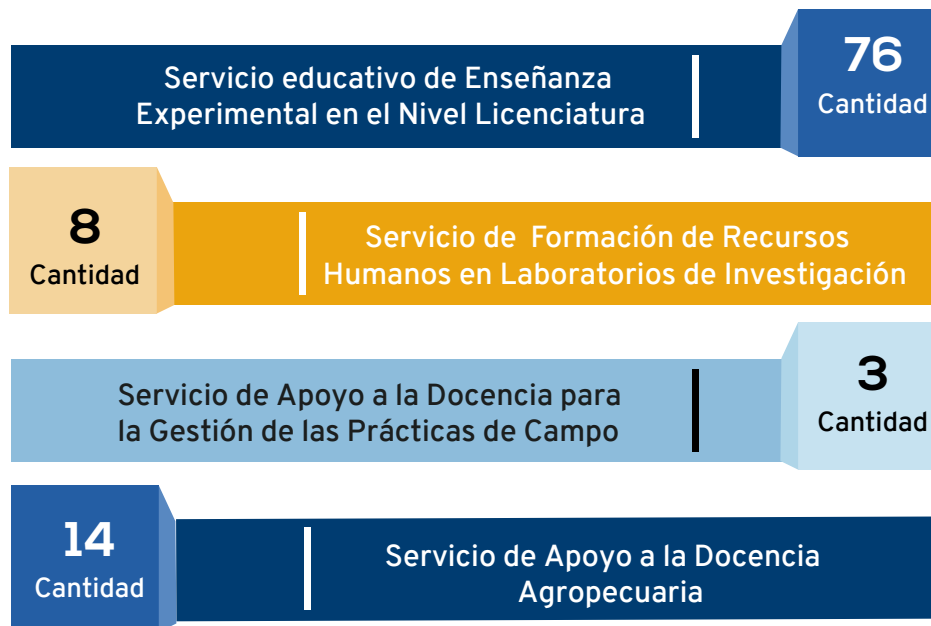 Servicio educativo de Enseñanza
Experimental en el Nivel Licenciatura
76
Cantidad
8
Cantidad
Servicio de Formación de Recursos
Humanos en Laboratorios de Investigación
Servicio de Apoyo a la Docencia para
la Gestión de las Prácticas de Campo
3
Cantidad
14
Cantidad
Servicio de Apoyo a la Docencia
Agropecuaria